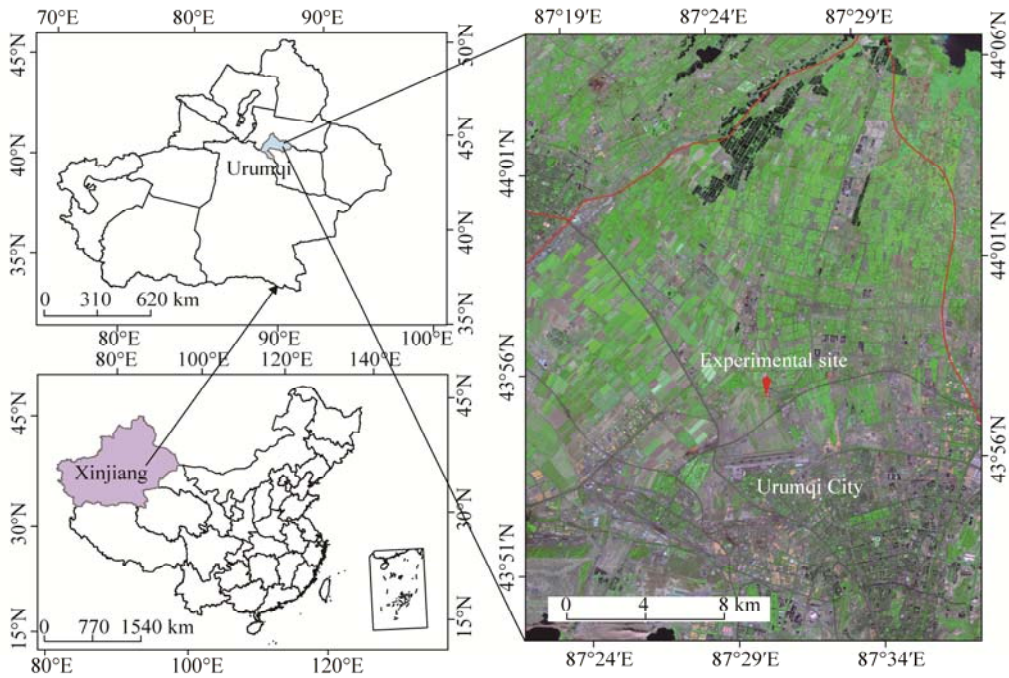 70°E 80°E 90°E
45°N
40°N
35°N
50°N
45°N
40°N
35°N
Urumqi
0 310 620 km
80°E 90°E 100°E
80°E 100°E 120°E 140°E
45°N
30°N
15°N
45°N
30°N
15°N
Xinjiang
0 770 1540 km
80°E 100°E 120°E
87°19′E 87°24′E 87°29′E
44°01′N
43°56′N
43°51′N
44°06′N
44°01′N
43°56′N
Experimental site
Urumqi City
0 4 8 km
87°24′E 87°29′E 87°34′E